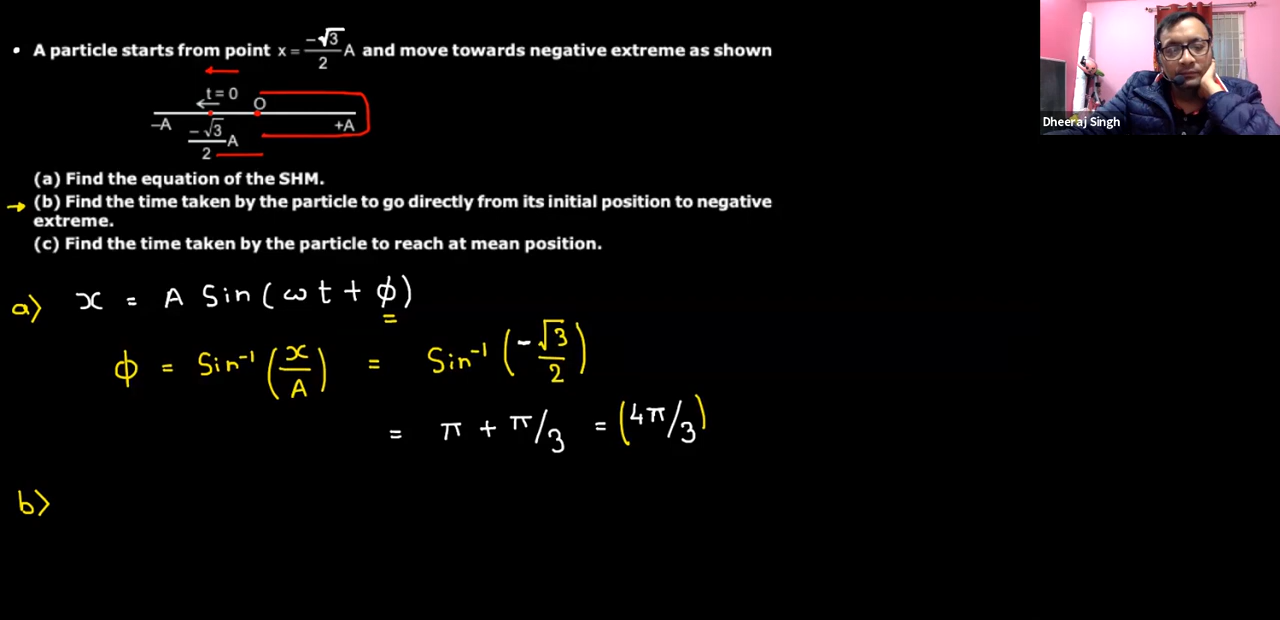 • A particle starts from point x = -√3/2 A and move towards negative extreme as shown
t = 0 O
-A -√3/2 A +A
(a) Find the equation of the SHM.
→ (b) Find the time taken by the particle to go directly from its initial position to negative
extreme.
(c) Find the time taken by the particle to reach at mean position.
a) x = A Sin(ωt + ϕ)
ϕ = Sin⁻¹(x/A) = Sin⁻¹(-√3/2)
= π + π/3 = (4π/3)
b)
Dheeraj Singh